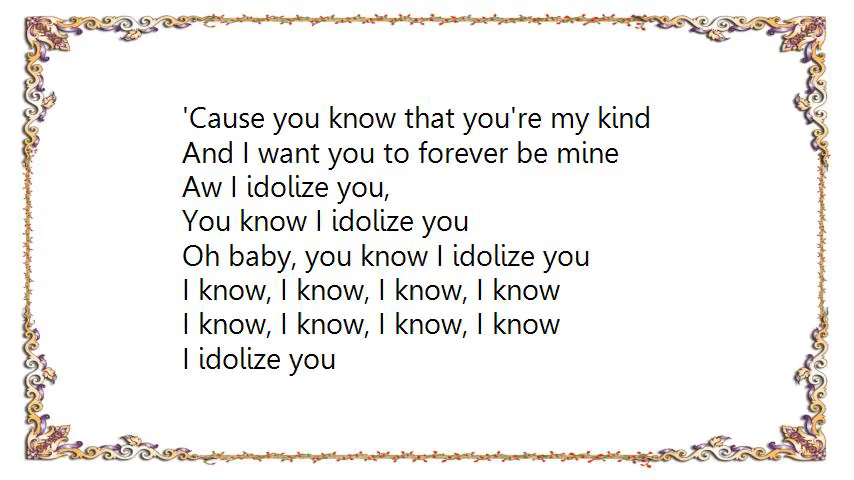 'Cause you know that you're my kind
And I want you to forever be mine
Aw I idolize you,
You know I idolize you
Oh baby, you know I idolize you
I know, I know, I know, I know
I know, I know, I know, I know
I idolize you